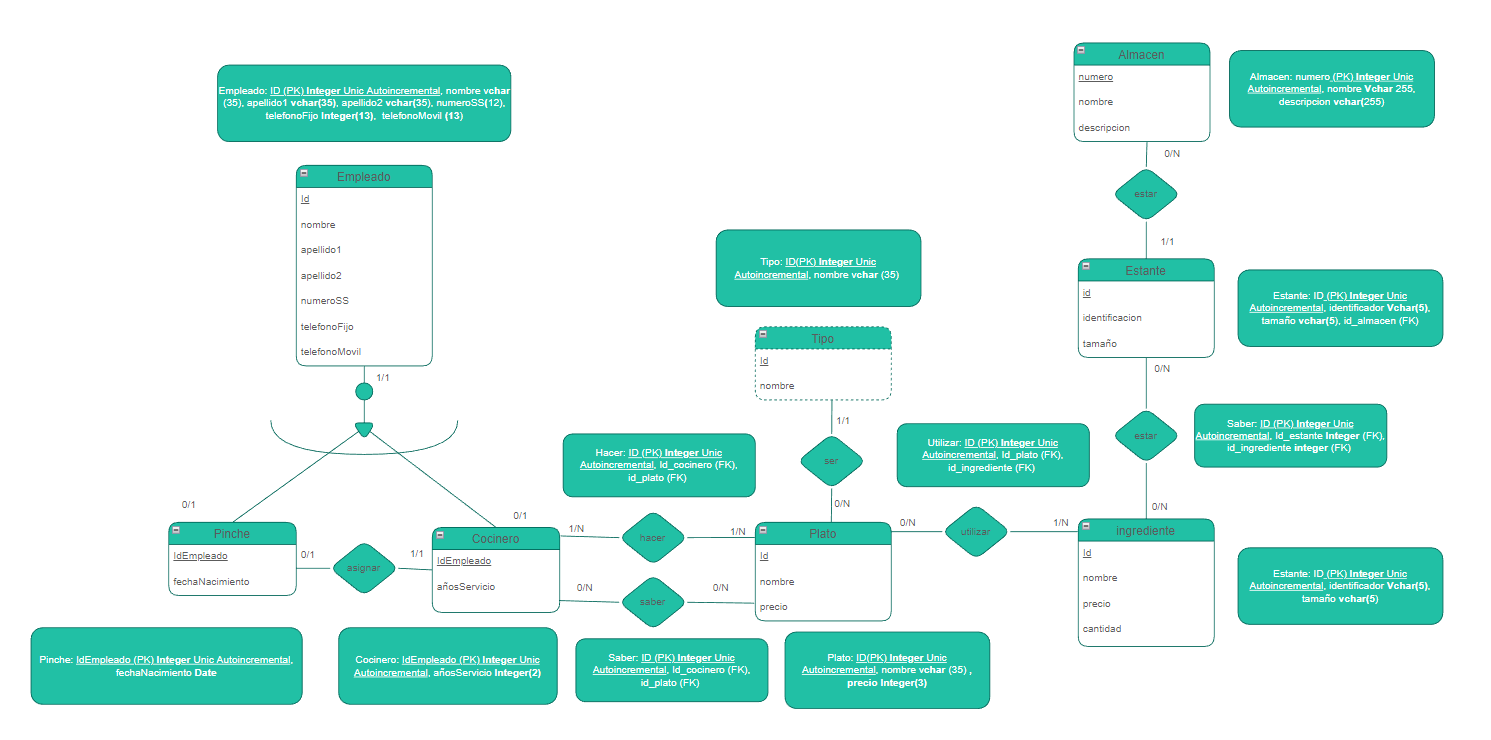 Almacen
numero
nombre
descripcion
Almacen: numero (PK) Integer Unic
Autoincremental, nombre Vchar 255,
descripcion vchar(255)
0/N
estar
1/1
Empleado: ID (PK) Integer Unic Autoincremental, nombre vchar
(35), apellido1 vchar(35), apellido2 vchar(35), numeroSS(12),
telefonoFijo Integer(13), telefonoMovil (13)
Empleado
Id
nombre
apellido1
apellido2
numeroSS
telefonoFijo
telefonoMovil
1/1
Tipo: ID(PK) Integer Unic
Autoincremental, nombre vchar (35)
Tipo
Id
nombre
1/1
ser
0/N
Estante
id
identificacion
tamaño
Estante: ID (PK) Integer Unic
Autoincremental, identificador Vchar(5),
tamaño vchar(5), id_almacen (FK)
0/N
estar
0/N
Saber: ID (PK) Integer Unic
Autoincremental, Id_estante Integer (FK),
id_ingrediente integer (FK)
Hacer: ID (PK) Integer Unic
Autoincremental, Id_cocinero (FK),
id_plato (FK)
Utilizar: ID (PK) Integer Unic
Autoincremental, Id_plato (FK),
id_ingrediente (FK)
0/1
Pinche
IdEmpleado
fechaNacimiento
0/1
asignar
1/1
0/1
Cocinero
IdEmpleado
añosServicio
1/N
hacer
1/N
0/N
saber
0/N
Plato
Id
nombre
precio
0/N
utilizar
1/N
ingrediente
Id
nombre
precio
cantidad
Estante: ID (PK) Integer Unic
Autoincremental, identificador Vchar(5),
tamaño vchar(5)
Pinche: IdEmpleado (PK) Integer Unic Autoincremental,
fechaNacimiento Date
Cocinero: IdEmpleado (PK) Integer Unic
Autoincremental, añosServicio Integer(2)
Saber: ID (PK) Integer Unic
Autoincremental, Id_cocinero (FK),
id_plato (FK)
Plato: ID(PK) Integer Unic
Autoincremental, nombre vchar (35) ,
precio Integer(3)